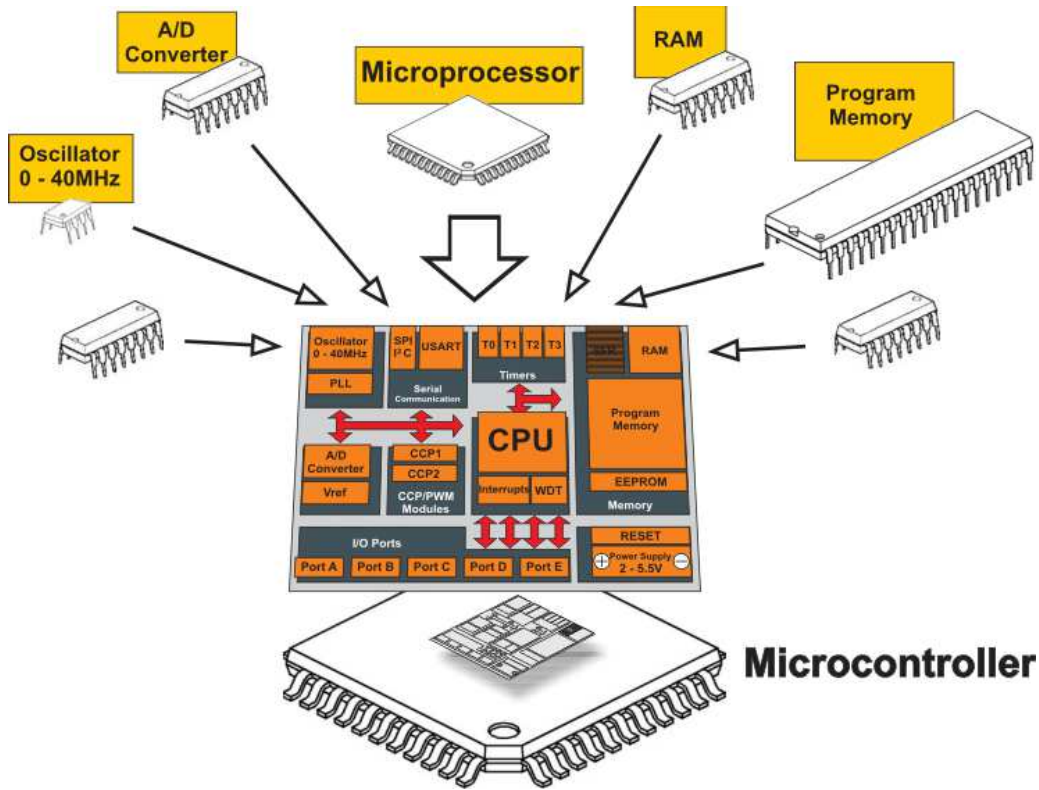 A/D
Converter
Microprocessor
RAM
Program
Memory
Oscillator
0 - 40MHz
Oscillator
0 - 40MHz
PLL
SPI
I²C
USART
Serial
Communication
T0
T1
T2
T3
Timers
RAM
Program
Memory
EEPROM
Memory
A/D
Converter
Vref
CCP1
CCP2
CCP/PWM
Modules
CPU
Interrupts
WDT
I/O Ports
Port A
Port B
Port C
Port D
Port E
RESET
+
Power Supply
2 - 5.5V
−
Microcontroller